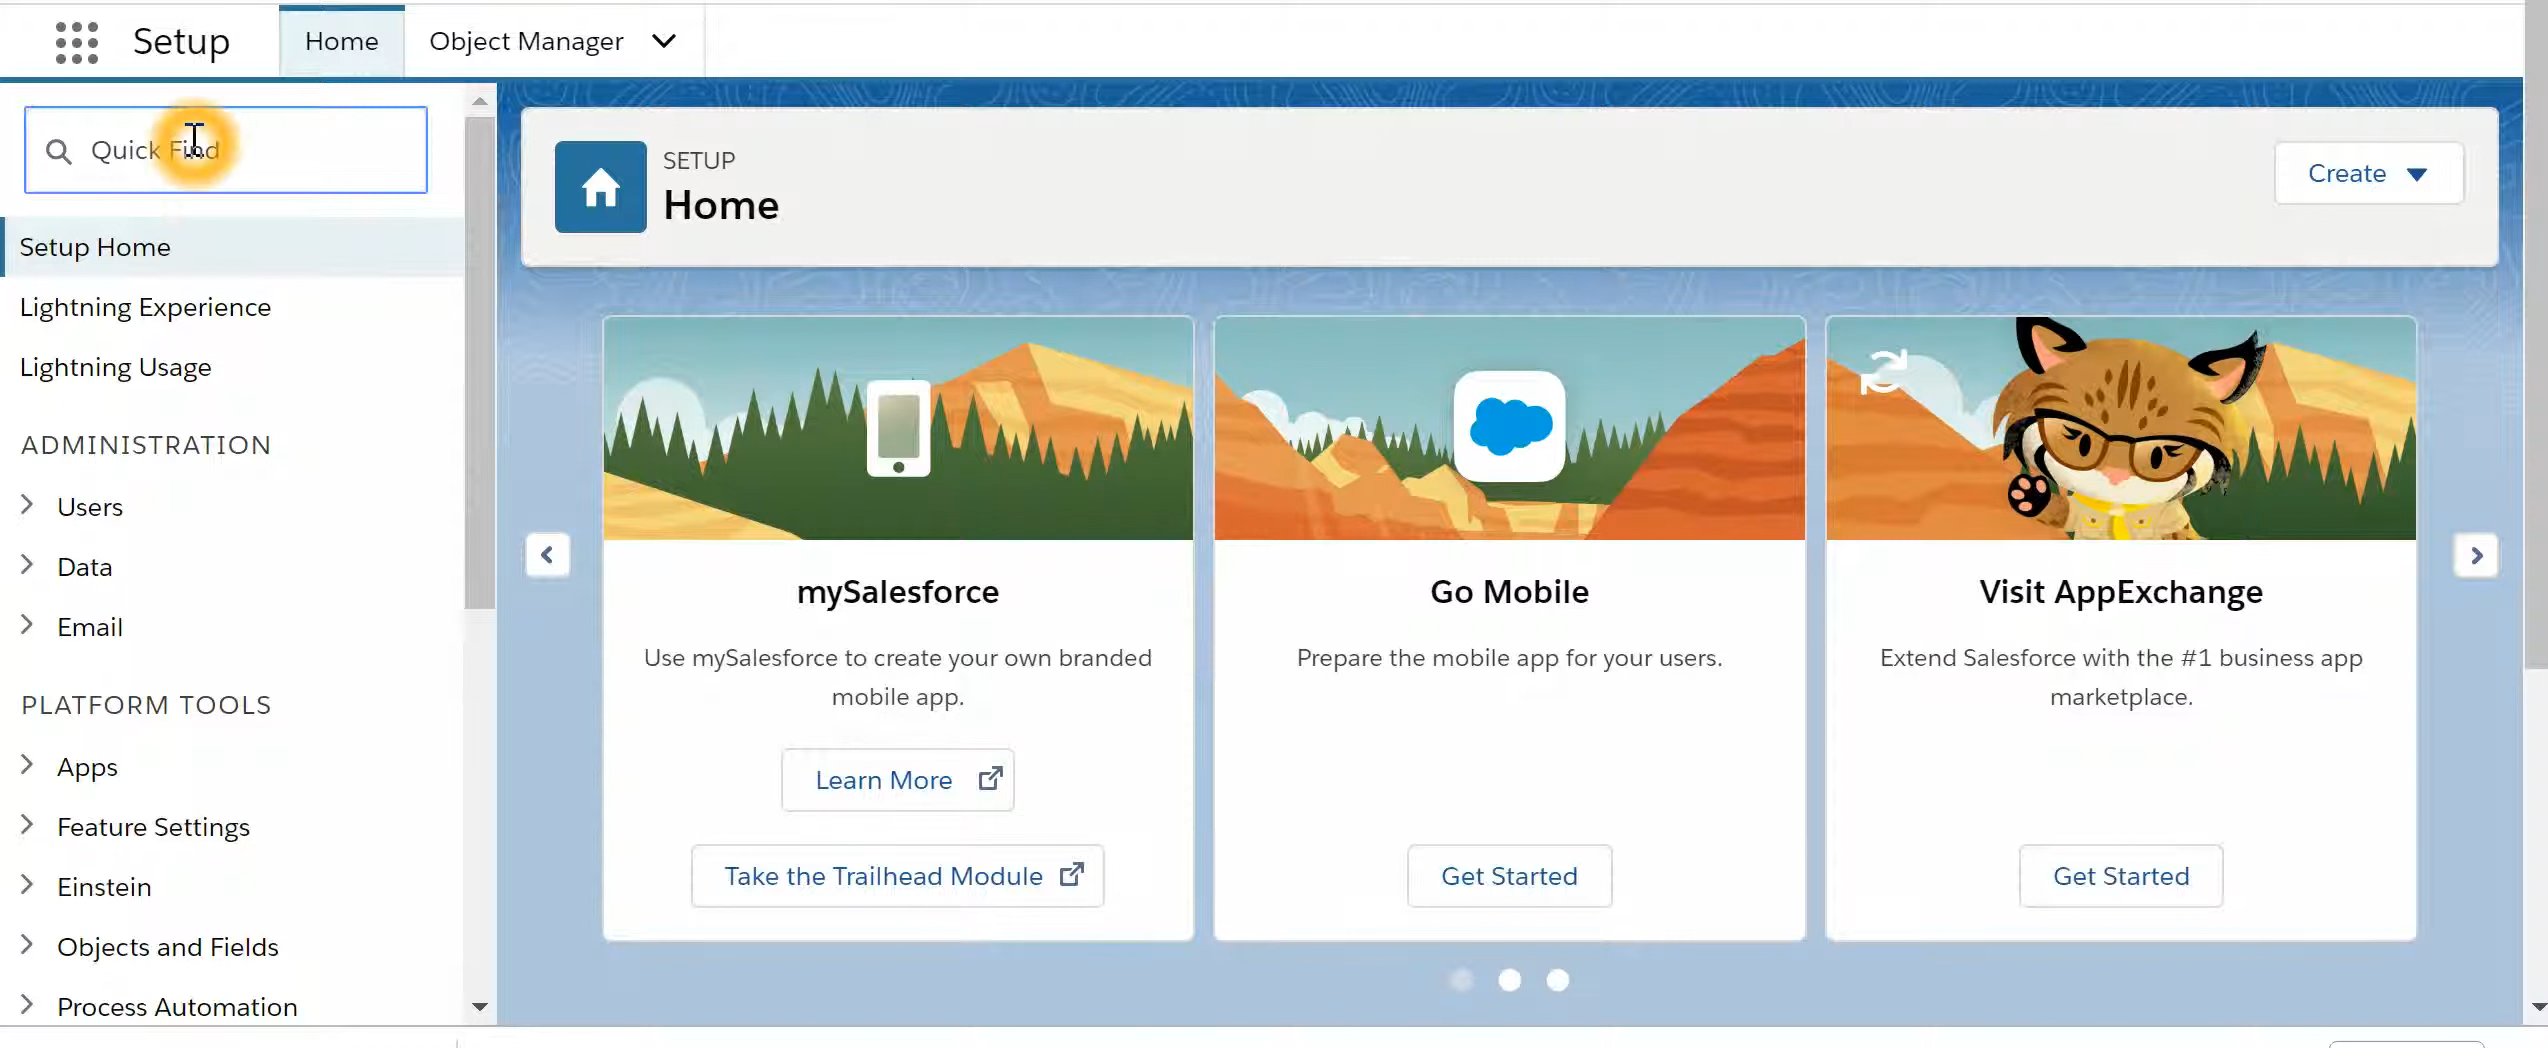 Setup
Home
Object Manager
Quick Find
Setup Home
Lightning Experience
Lightning Usage
ADMINISTRATION
Users
Data
Email
PLATFORM TOOLS
Apps
Feature Settings
Einstein
Objects and Fields
Process Automation
SETUP
Home
Create
mySalesforce
Use mySalesforce to create your own branded
mobile app.
Learn More
Take the Trailhead Module
Go Mobile
Prepare the mobile app for your users.
Get Started
Visit AppExchange
Extend Salesforce with the #1 business app
marketplace.
Get Started